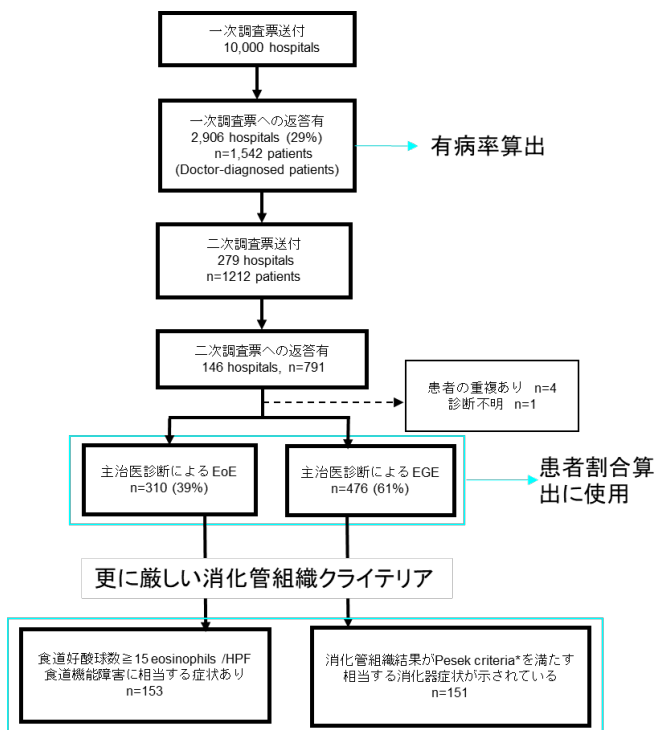 一次調査票送付
10,000 hospitals
一次調査票への返答有
2,906 hospitals (29%)
n=1,542 patients
(Doctor-diagnosed patients)
有病率算出
二次調査票送付
279 hospitals
n=1212 patients
二次調査票への返答有
146 hospitals, n=791
患者の重複あり n=4
診断不明 n=1
主治医診断による EoE
n=310 (39%)
主治医診断による EGE
n=476 (61%)
患者割合算
出に使用
更に厳しい消化管組織クライテリア
食道好酸球数≧15 eosinophils /HPF
食道機能障害に相当する症状あり
n=153
消化管組織結果がPesek criteria*を満たす
相当する消化器症状が示されている
n=151